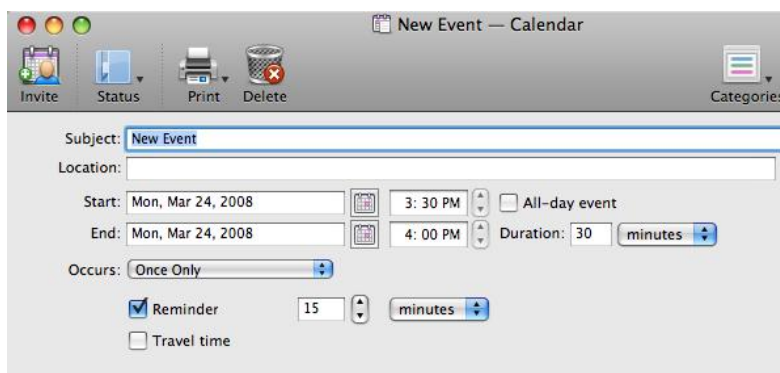 New Event — Calendar
Invite Status Print Delete Categories
Subject: New Event
Location:
Start: Mon, Mar 24, 2008 3: 30 PM All-day event
End: Mon, Mar 24, 2008 4: 00 PM Duration: 30 minutes
Occurs: Once Only
Reminder 15 minutes
Travel time